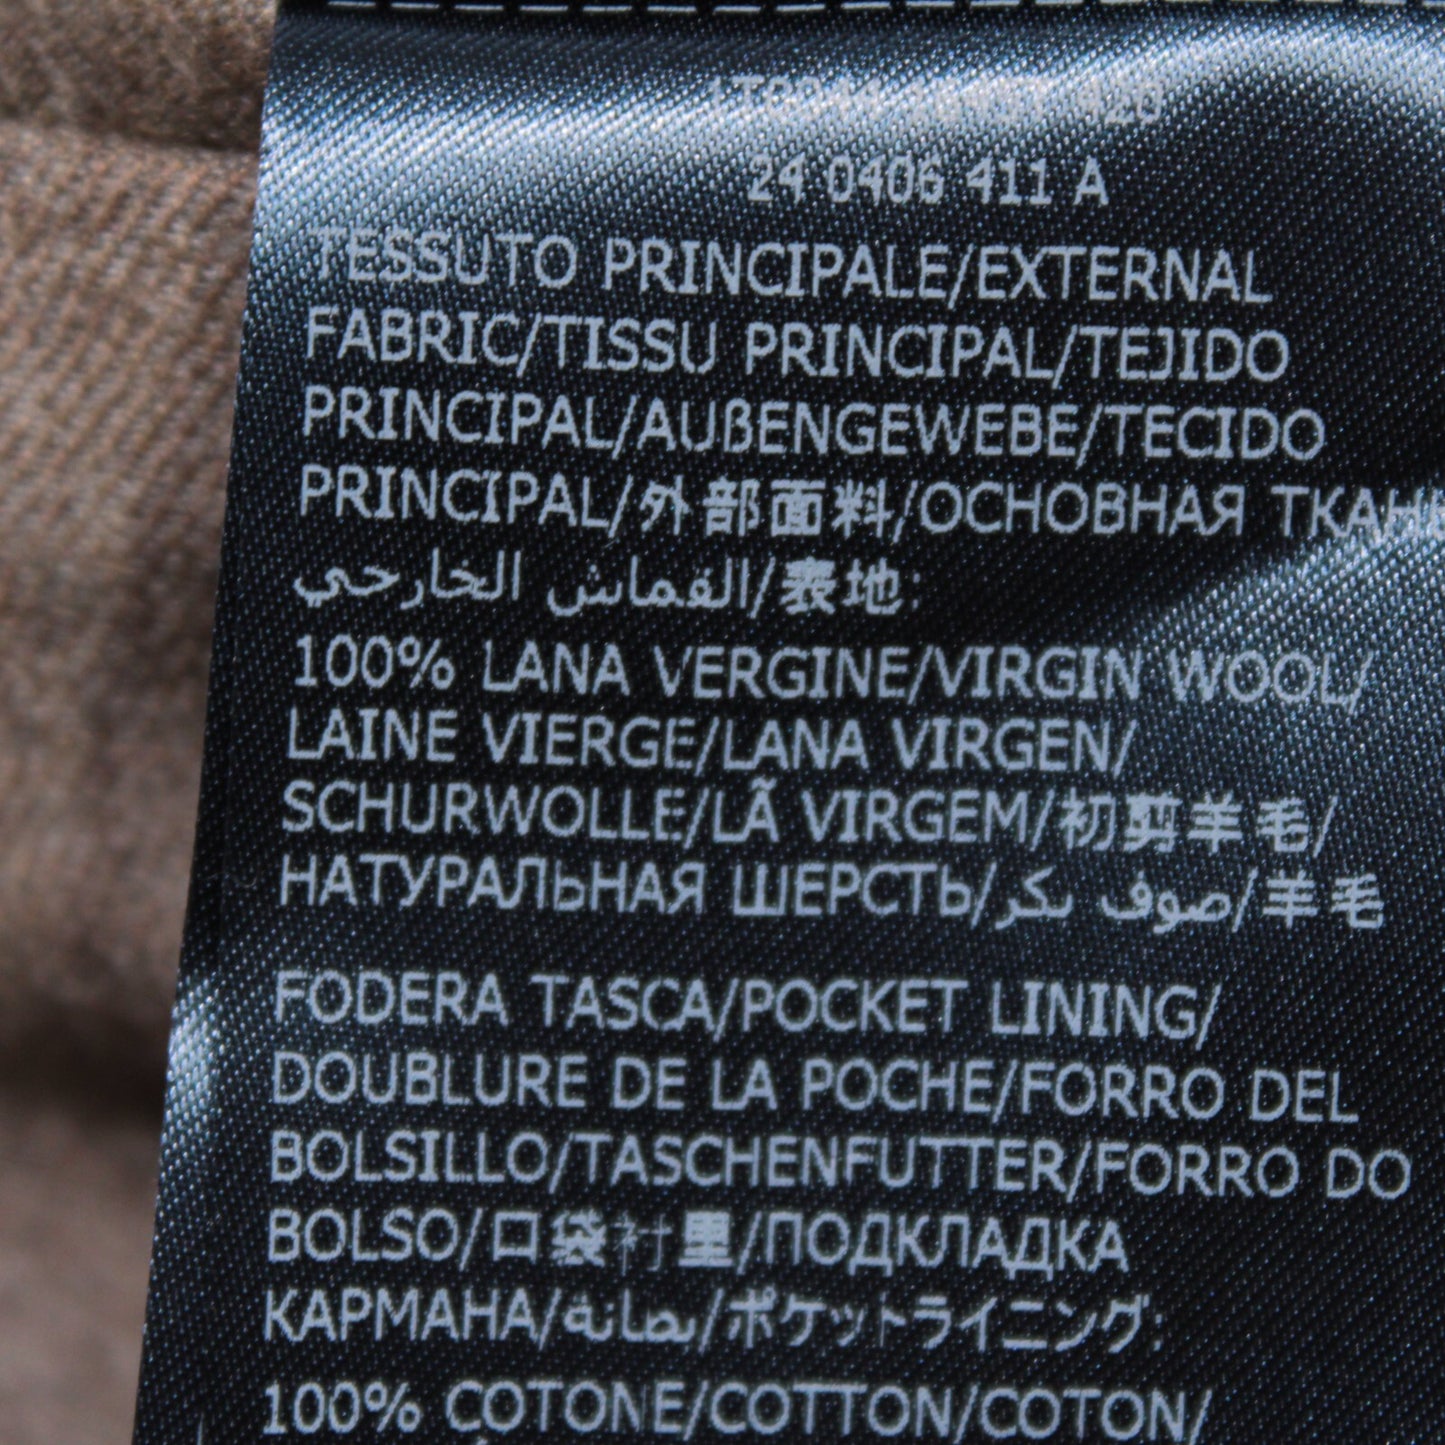 24 0406 411 A
TESSUTO PRINCIPALE/EXTERNAL
FABRIC/TISSU PRINCIPAL/TEJIDO
PRINCIPAL/AUßENGEWEBE/TECIDO
PRINCIPAL/外部面料/ОСНОВНАЯ
القماش الخارجي/表地:
100% LANA VERGINE/VIRGIN WOOL/
LAINE VIERGE/LANA VIRGEN/
SCHURWOLLE/LÃ VIRGEM/初剪羊毛/
НАТУРАЛЬНАЯ ШЕРСТЬ/صوف بكر/羊毛
FODERA TASCA/POCKET LINING/
DOUBLURE DE LA POCHE/FORRO DEL
BOLSILLO/TASCHENFUTTER/FORRO DO
BOLSO/口袋衬里/ПОДКЛАДКА
КАРМАНА/بطانة/ポケットライニング:
100% COTONE/COTTON/COTON/